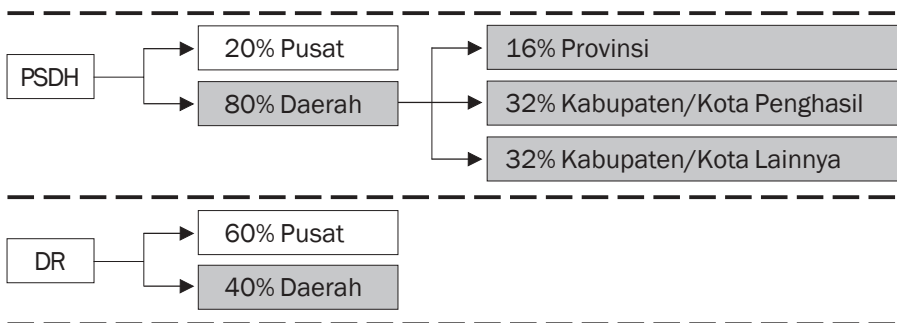 PSDH
20% Pusat
80% Daerah
16% Provinsi
32% Kabupaten/Kota Penghasil
32% Kabupaten/Kota Lainnya
DR
60% Pusat
40% Daerah